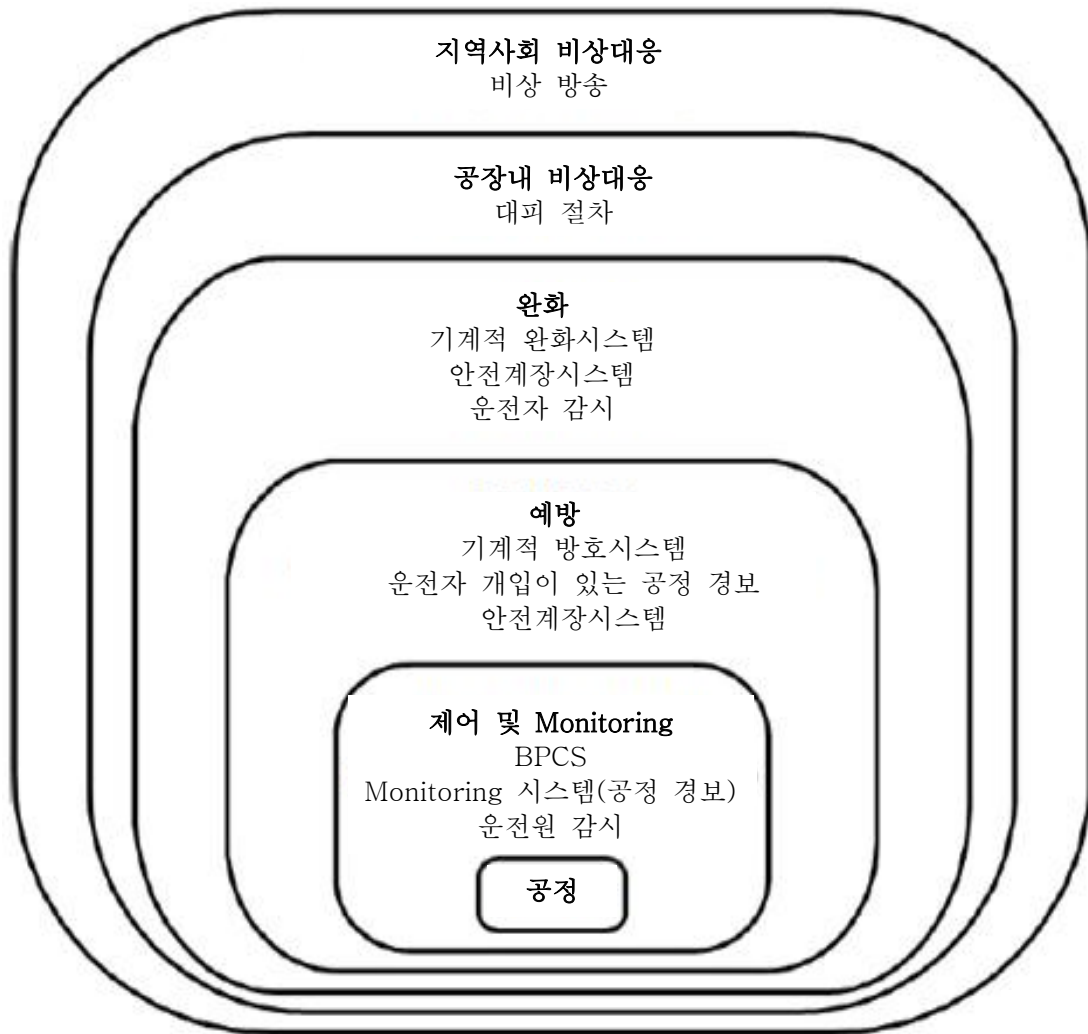 지역사회 비상대응
비상 방송
공장내 비상대응
대피 절차
완화
기계적 완화시스템
안전계장시스템
운전자 감시
예방
기계적 방호시스템
운전자 개입이 있는 공정 경보
안전계장시스템
제어 및 Monitoring
BPCS
Monitoring 시스템(공정 경보)
운전원 감시
공정